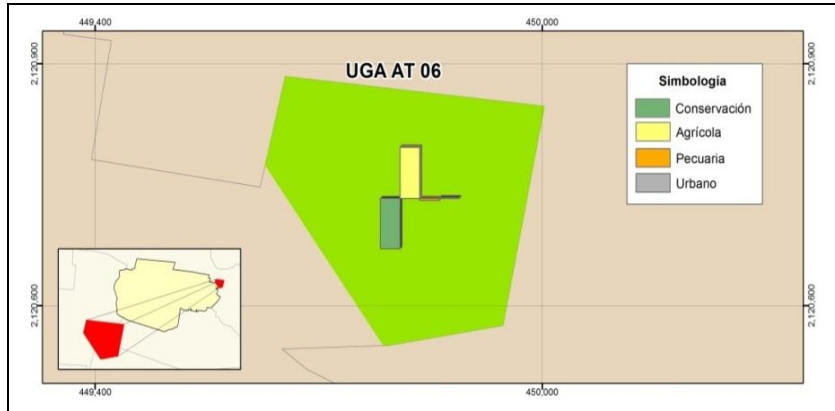 449,400 450,000
2,120,900 2,120,900
UGA AT 06
Simbología
Conservación
Agrícola
Pecuaria
Urbano
2,120,600 2,120,600
449,400 450,000